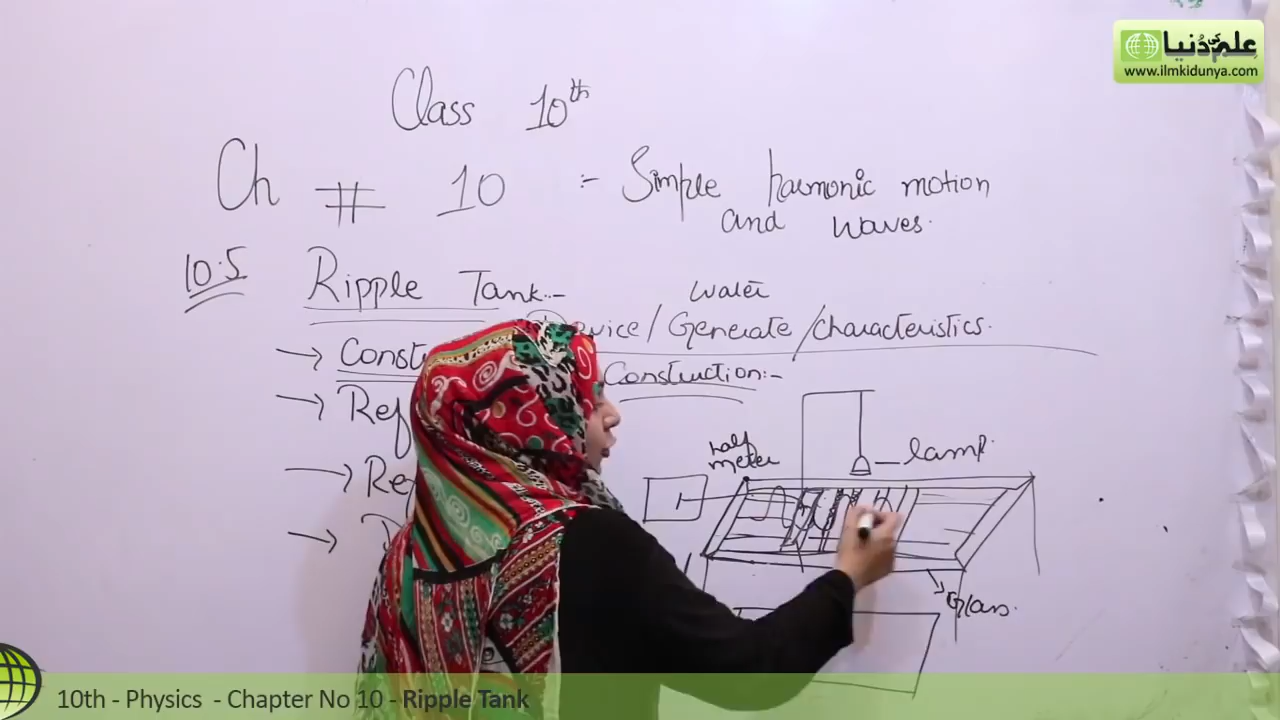 علم کی دُنیا
www.ilmkidunya.com
Class 10th
Ch # 10 :- Simple harmonic motion
and waves.
10.5 Ripple Tank:-
water
Device / Generate / characteristics.
→ Const
Construction:-
→ Ref
half
meter
lamp.
→ Re
Glass.
10th - Physics - Chapter No 10 - Ripple Tank